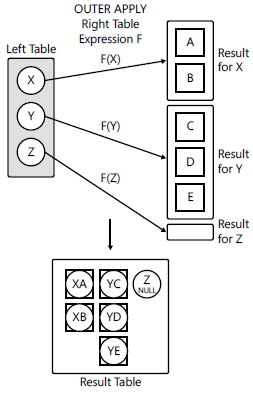 OUTER APPLY
Right Table
Expression F
Left Table
X
Y
Z
F(X)
F(Y)
F(Z)
A
B
Result
for X
C
D
E
Result
for Y
Result
for Z
XA YC Z
NULL
XB YD
YE
Result Table